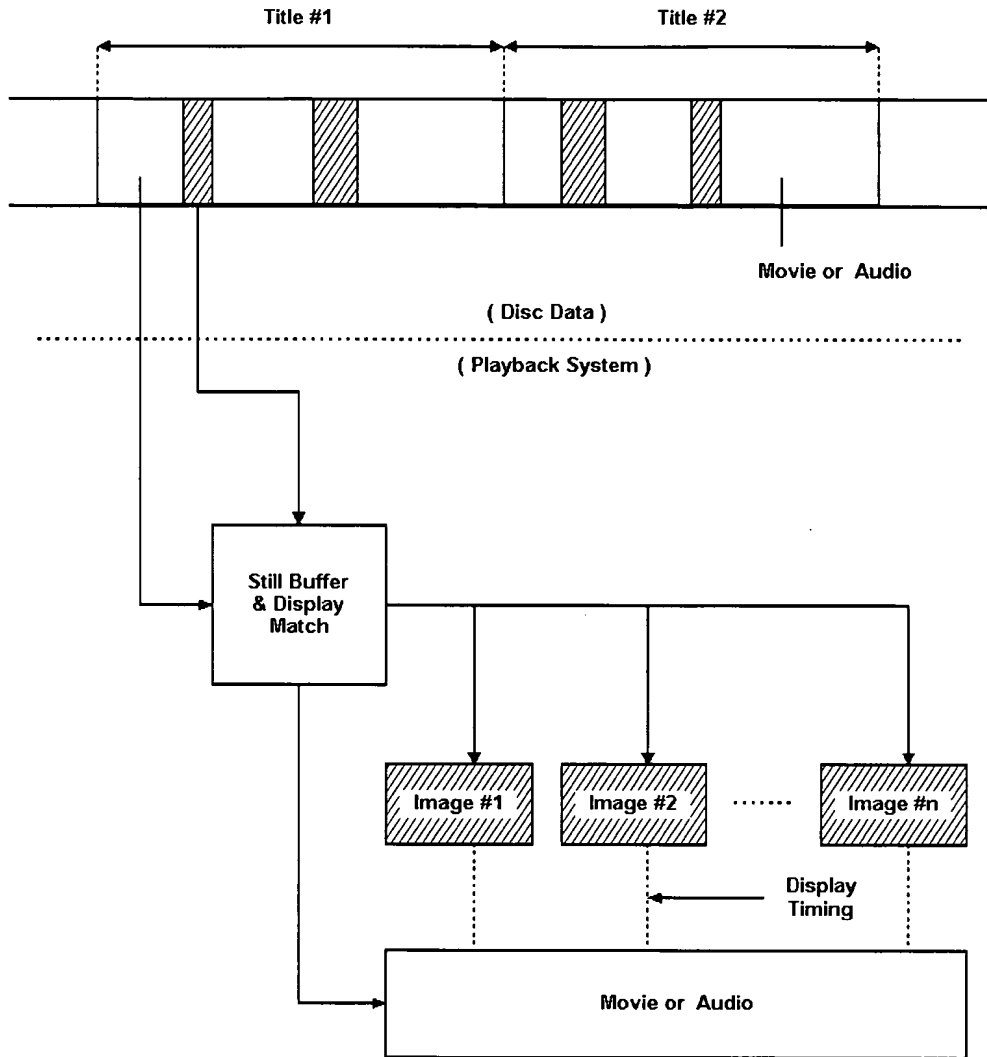 Title #1
Title #2
Movie or Audio
( Disc Data )
( Playback System )
Still Buffer
& Display
Match
Image #1
Image #2
Image #n
Display
Timing
Movie or Audio